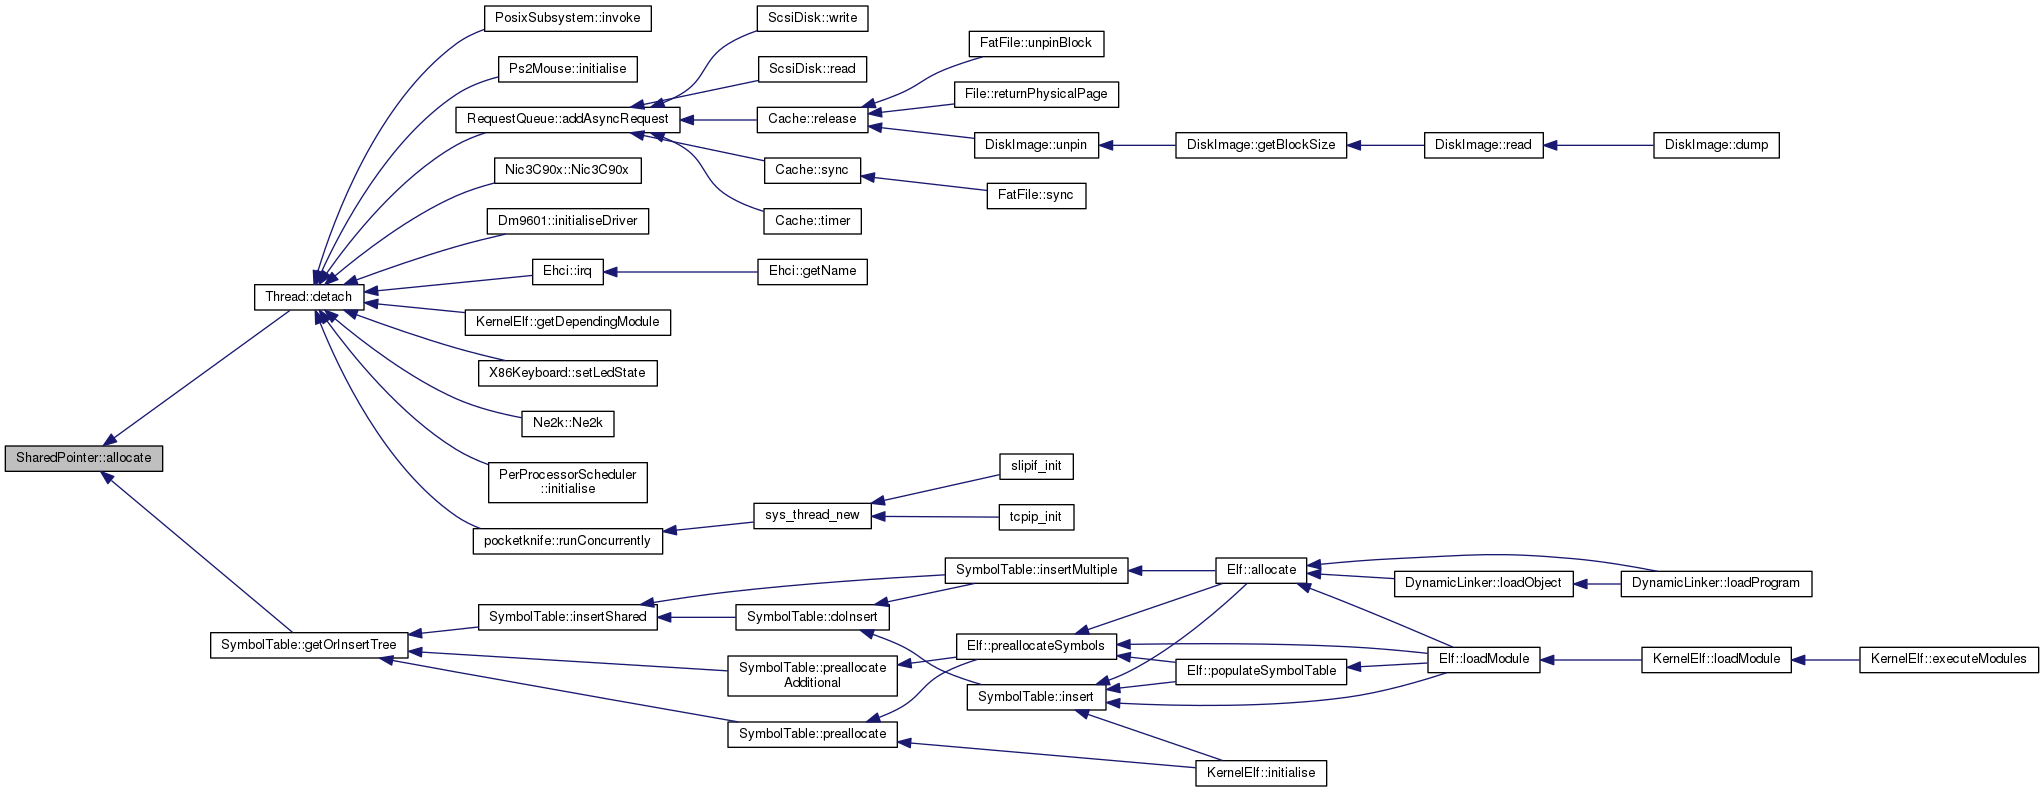 PosixSubsystem::invoke
ScsiDisk::write
FatFile::unpinBlock
Ps2Mouse::initialise
ScsiDisk::read
File::returnPhysicalPage
RequestQueue::addAsyncRequest
Cache::release
DiskImage::unpin
DiskImage::getBlockSize
DiskImage::read
DiskImage::dump
Nic3C90x::Nic3C90x
Cache::sync
FatFile::sync
Dm9601::initialiseDriver
Cache::timer
Ehci::irq
Ehci::getName
Thread::detach
KernelElf::getDependingModule
X86Keyboard::setLedState
Ne2k::Ne2k
SharedPointer::allocate
PerProcessorScheduler
::initialise
slipif_init
sys_thread_new
tcpip_init
pocketknife::runConcurrently
SymbolTable::insertMultiple
Elf::allocate
DynamicLinker::loadObject
DynamicLinker::loadProgram
SymbolTable::insertShared
SymbolTable::doInsert
SymbolTable::getOrInsertTree
Elf::preallocateSymbols
SymbolTable::preallocate
Additional
Elf::populateSymbolTable
Elf::loadModule
KernelElf::loadModule
KernelElf::executeModules
SymbolTable::insert
SymbolTable::preallocate
KernelElf::initialise